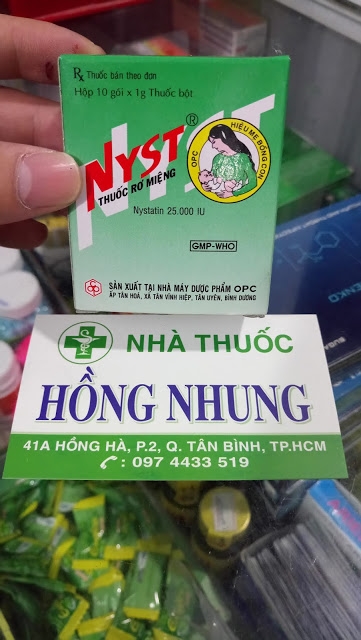 Rx Thuốc bán theo đơn
Hộp 10 gói x 1g Thuốc bột
NYST®
THUỐC RƠ MIỆNG
OPC HIỆU MẸ BỒNG CON
Nystatin 25.000 IU
GMP-WHO
SẢN XUẤT TẠI NHÀ MÁY DƯỢC PHẨM OPC
ẤP TÂN HOÁ, XÃ TÂN VĨNH HIỆP, TÂN UYÊN, BÌNH DƯƠNG
NHÀ THUỐC
HỒNG NHUNG
41A HỒNG HÀ, P.2, Q. TÂN BÌNH, TP.HCM
: 097 4433 519